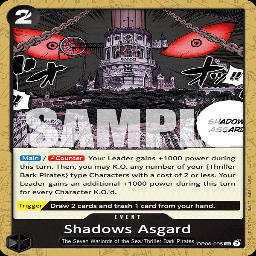 2
SHADOWS
ASGARD
SAMPL
Main / Counter Your Leader gains +1000 power during
this turn. Then, you may K.O. any number of your {Thriller
Bark Pirates} type Characters with a cost of 2 or less. Your
Leader gains an additional +1000 power during this turn
for every Character K.O.'d.
Trigger Draw 2 cards and trash 1 card from your hand.
EVENT
Shadows Asgard
The Seven Warlords of the Sea/Thriller Bark Pirates